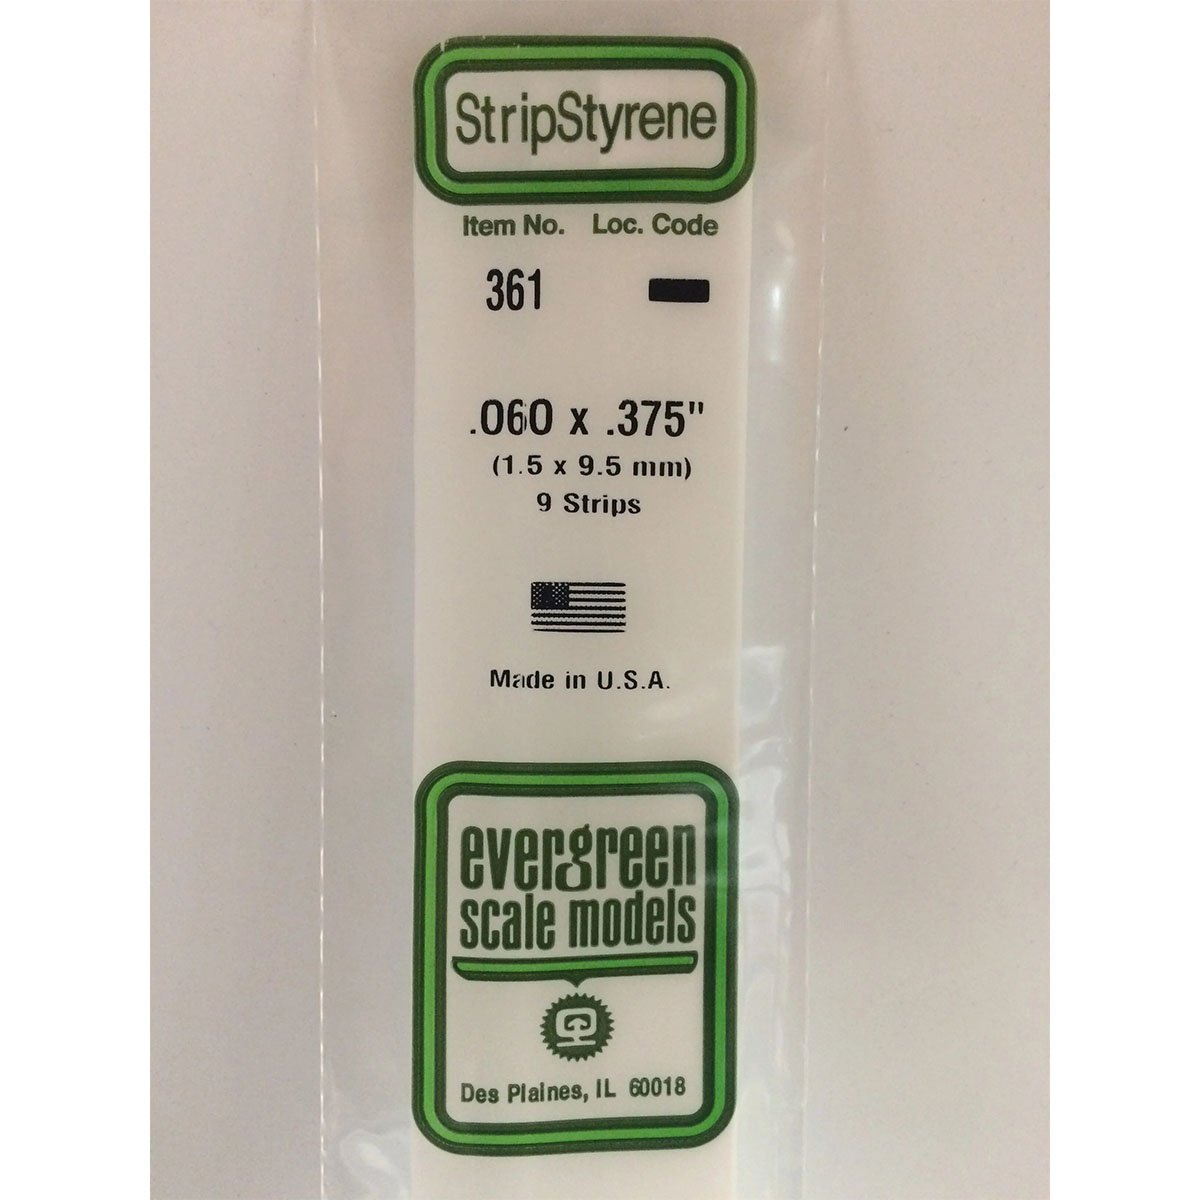 StripStyrene
Item No. Loc. Code
361
.060 x .375"
(1.5 x 9.5 mm)
9 Strips
Made in U.S.A.
evergreen
scale models
Des Plaines, IL 60018